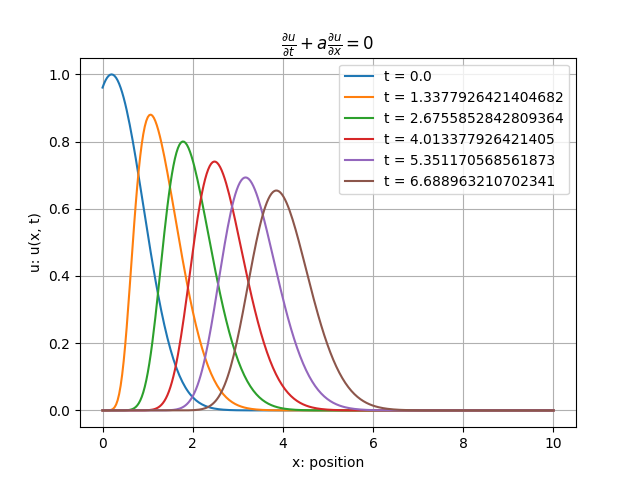 ∂u/∂t + a ∂u/∂x = 0
t = 0.0
t = 1.3377926421404682
t = 2.6755852842809364
t = 4.013377926421405
t = 5.351170568561873
t = 6.688963210702341
u: u(x, t)
1.0
0.8
0.6
0.4
0.2
0.0
0 2 4 6 8 10
x: position